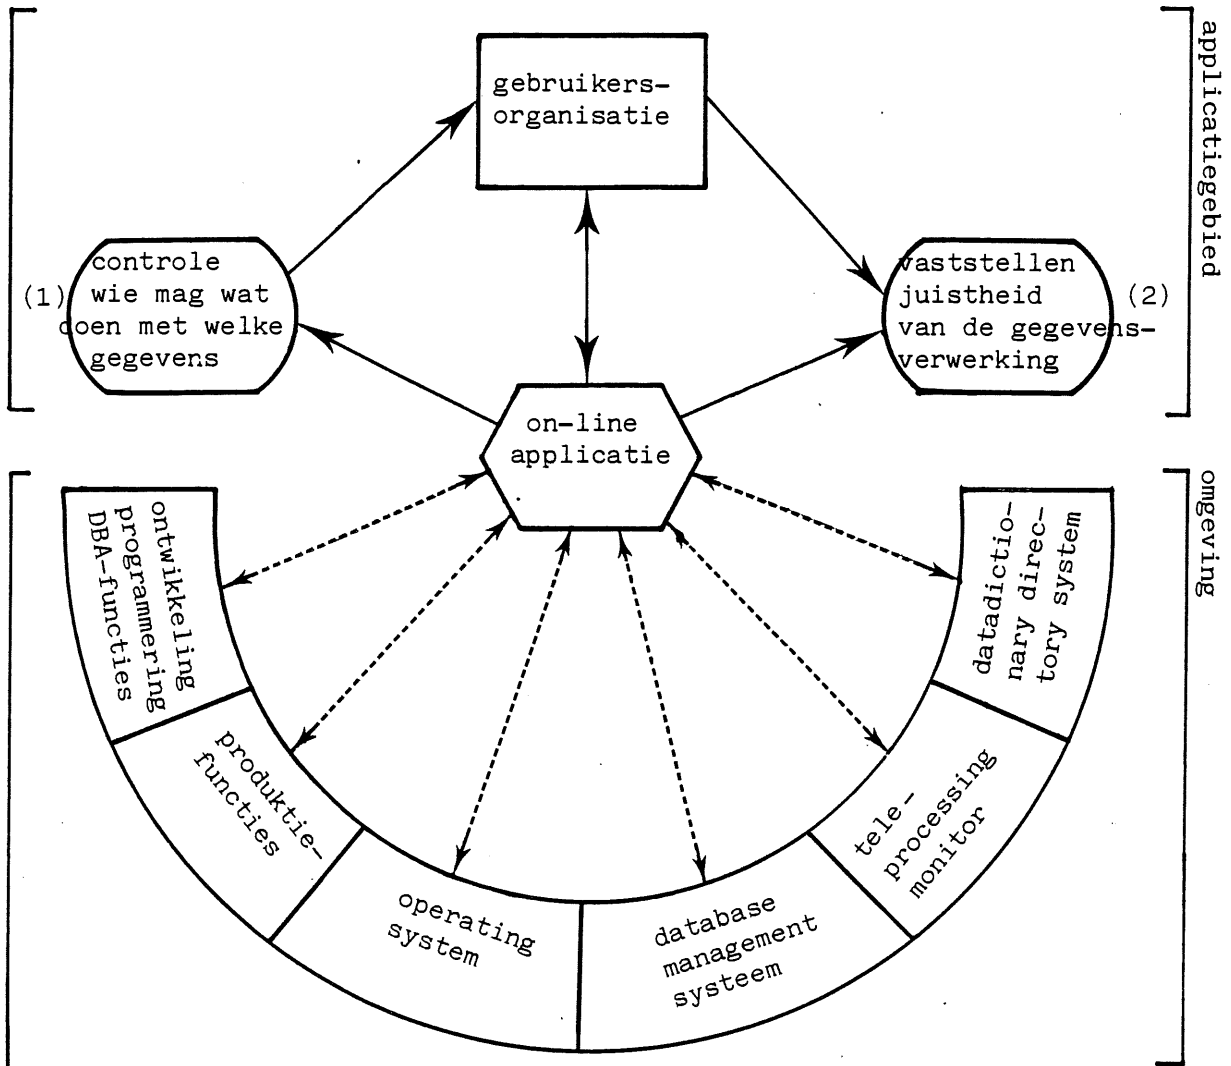 applicatiegebied
gebruikers-
organisatie
(1)
controle
wie mag wat
doen met welke
gegevens
vaststellen
juistheid
van de gegevens-
verwerking
(2)
on-line
applicatie
omgeving
ontwikkeling
programmering
DBA-functies
produktie-
functies
operating
system
database
management
systeem
tele-
processing
monitor
datadictio-
nary direc-
tory system